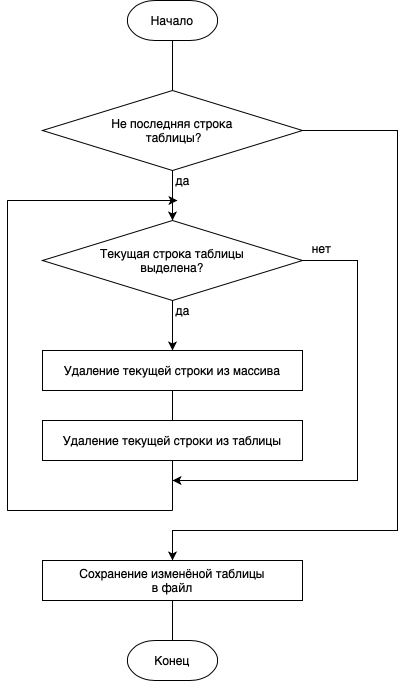 Начало
Не последняя строка
таблицы?
да
Текущая строка таблицы
выделена?
нет
да
Удаление текущей строки из массива
Удаление текущей строки из таблицы
Сохранение изменёной таблицы
в файл
Конец